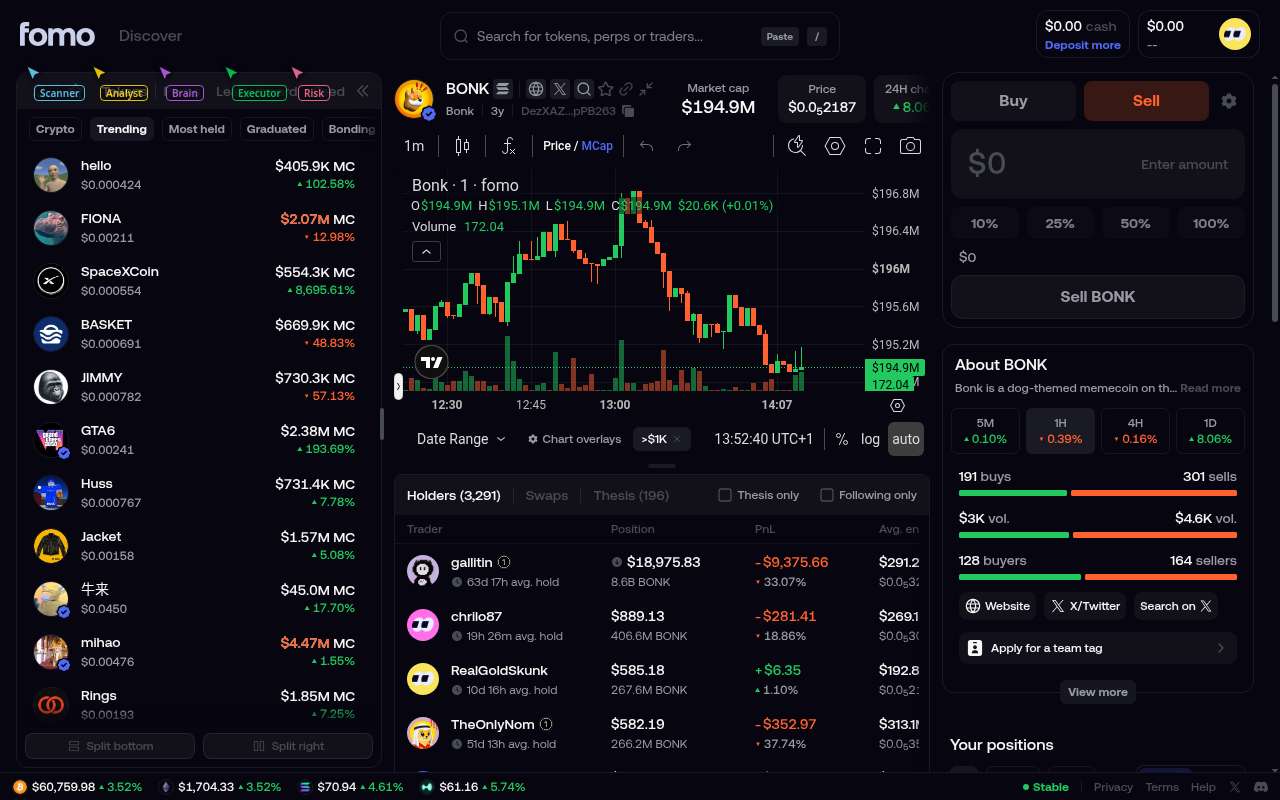 fomo
Discover
Search for tokens, perps or traders...
Paste
/
$0.00 cash
Deposit more
$0.00
--
Scanner
Analyst
Brain
Executor
Risk
Crypto
Trending
Most held
Graduated
Bonding
hello
$405.9K MC
$0.000424
102.58%
FIONA
$2.07M MC
$0.00211
12.98%
SpaceXCoin
$554.3K MC
$0.000554
8,695.61%
BASKET
$669.9K MC
$0.000691
48.83%
JIMMY
$730.3K MC
$0.000782
57.13%
GTA6
$2.38M MC
$0.00241
193.69%
Huss
$731.4K MC
$0.000767
7.78%
Jacket
$1.57M MC
$0.00158
5.08%
牛来
$45.0M MC
$0.0450
17.70%
mihao
$4.47M MC
$0.00476
1.55%
Rings
$1.85M MC
$0.00193
7.25%
Split bottom
Split right
BONK
Bonk
3y
DezXAZ...pPB263
Market cap
$194.9M
Price
$0.0₅2187
24H
8.0
1m
Price / MCap
Bonk · 1 · fomo
O$194.9M H$195.1M L$194.9M C$194.9M $20.6K (+0.01%)
Volume 172.04
$196.8M
$196.4M
$196M
$195.6M
$195.2M
$194.9M
172.04
12:30
12:45
13:00
14:07
Date Range
Chart overlays
>$1K ×
13:52:40 UTC+1
%
log
auto
Holders (3,291)
Swaps
Thesis (196)
Thesis only
Following only
Trader
Position
PnL
Avg. en
gallitin ①
$18,975.83
-$9,375.66
$291.2
63d 17h avg. hold
8.6B BONK
33.07%
chrilo87
$889.13
-$281.41
$269.1
19h 26m avg. hold
406.6M BONK
18.86%
RealGoldSkunk
$585.18
+$6.35
$192.8
10d 16h avg. hold
267.6M BONK
1.10%
TheOnlyNom ①
$582.19
-$352.97
$313.1
51d 13h avg. hold
266.2M BONK
37.74%
Buy
Sell
$0
Enter amount
10%
25%
50%
100%
$0
Sell BONK
About BONK
Bonk is a dog-themed memecoin on th... Read more
5M
0.10%
1H
0.39%
4H
0.16%
1D
8.06%
191 buys
301 sells
$3K vol.
$4.6K vol.
128 buyers
164 sellers
Website
X/Twitter
Search on X
Apply for a team tag
View more
Your positions
$60,759.98 3.52%
$1,704.33 3.52%
$70.94 4.61%
$61.16 5.74%
Stable
Privacy
Terms
Help